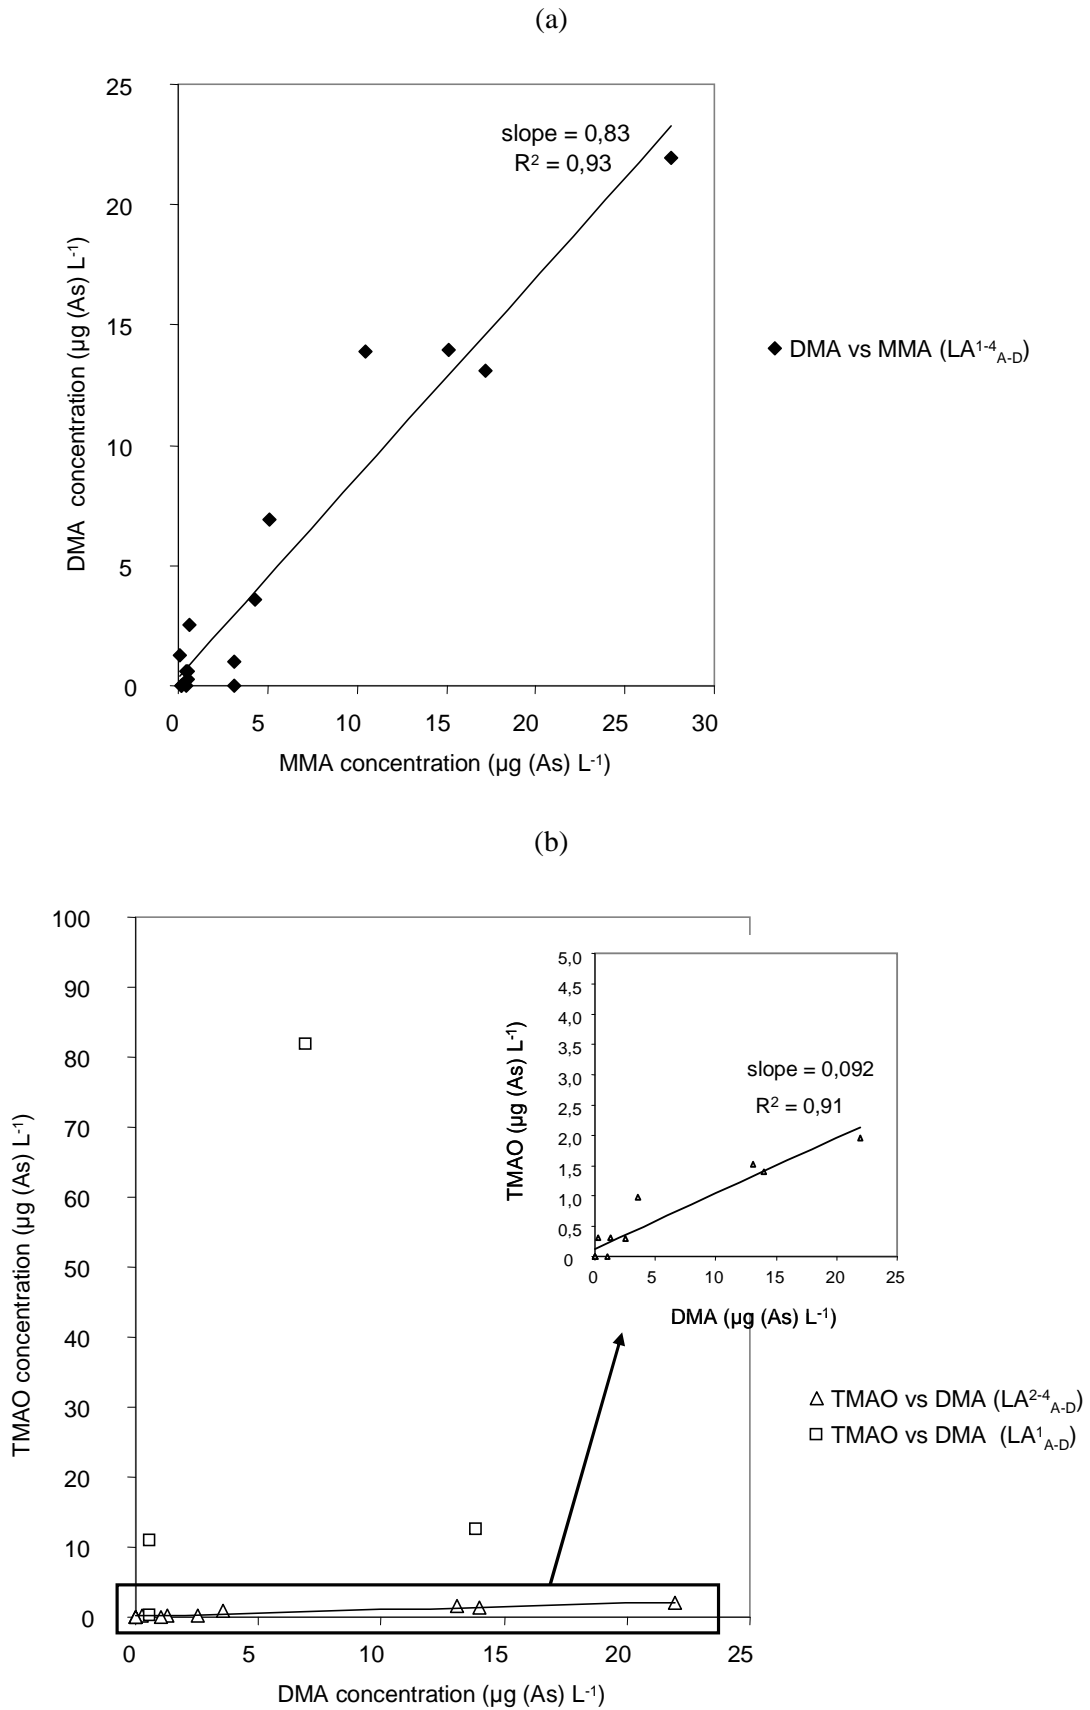 (a)
25
20
15
10
5
0
DMA concentration (µg (As) L-1)
slope = 0,83
R2 = 0,93
DMA vs MMA (LA1-4A-D)
0 5 10 15 20 25 30
MMA concentration (µg (As) L-1)
(b)
100
90
80
70
60
50
40
30
20
10
0
TMAO concentration (µg (As) L-1)
5,0
4,5
4,0
3,5
3,0
2,5
2,0
1,5
1,0
0,5
0
TMAO (µg (As) L-1)
slope = 0,092
R2 = 0,91
0 5 10 15 20 25
DMA (µg (As) L-1)
TMAO vs DMA (LA2-4A-D)
TMAO vs DMA (LA1A-D)
0 5 10 15 20 25
DMA concentration (µg (As) L-1)